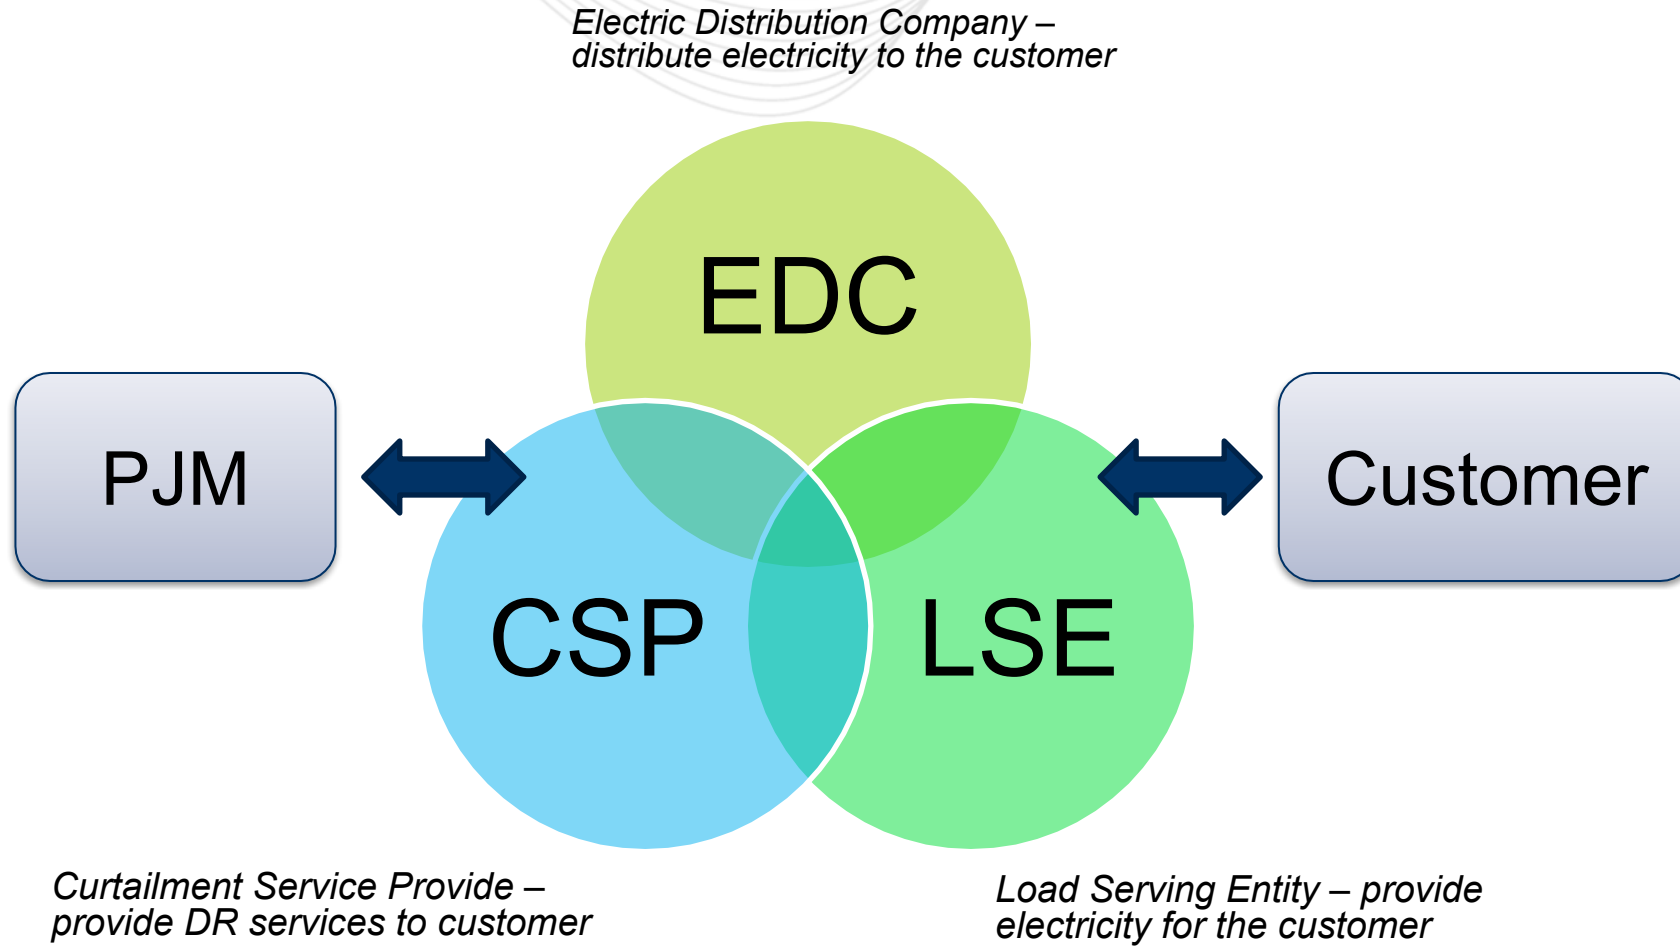 Electric Distribution Company –
distribute electricity to the customer
EDC
PJM
Customer
CSP
LSE
Curtailment Service Provide –
provide DR services to customer
Load Serving Entity – provide
electricity for the customer